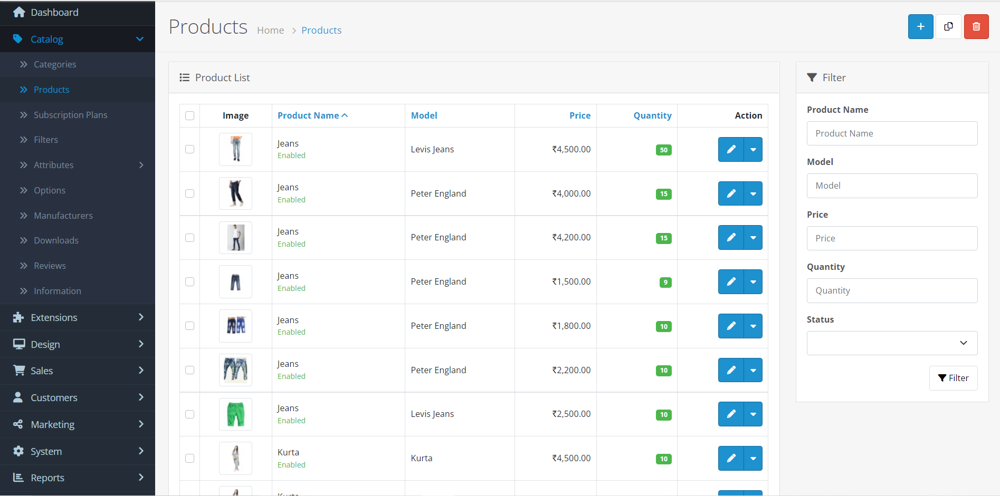 Dashboard
Catalog
Categories
Products
Subscription Plans
Filters
Attributes
Options
Manufacturers
Downloads
Reviews
Information
Extensions
Design
Sales
Customers
Marketing
System
Reports
Products Home Products
Product List
Image Product Name Model Price Quantity Action
Jeans
Enabled
Levis Jeans ₹4,500.00 50
Jeans
Enabled
Peter England ₹4,000.00 15
Jeans
Enabled
Peter England ₹4,200.00 15
Jeans
Enabled
Peter England ₹1,500.00 9
Jeans
Enabled
Peter England ₹1,800.00 10
Jeans
Enabled
Peter England ₹2,200.00 10
Jeans
Enabled
Levis Jeans ₹2,500.00 10
Kurta
Enabled
Kurta ₹4,500.00 10
Filter
Product Name
Product Name
Model
Model
Price
Price
Quantity
Quantity
Status
Filter